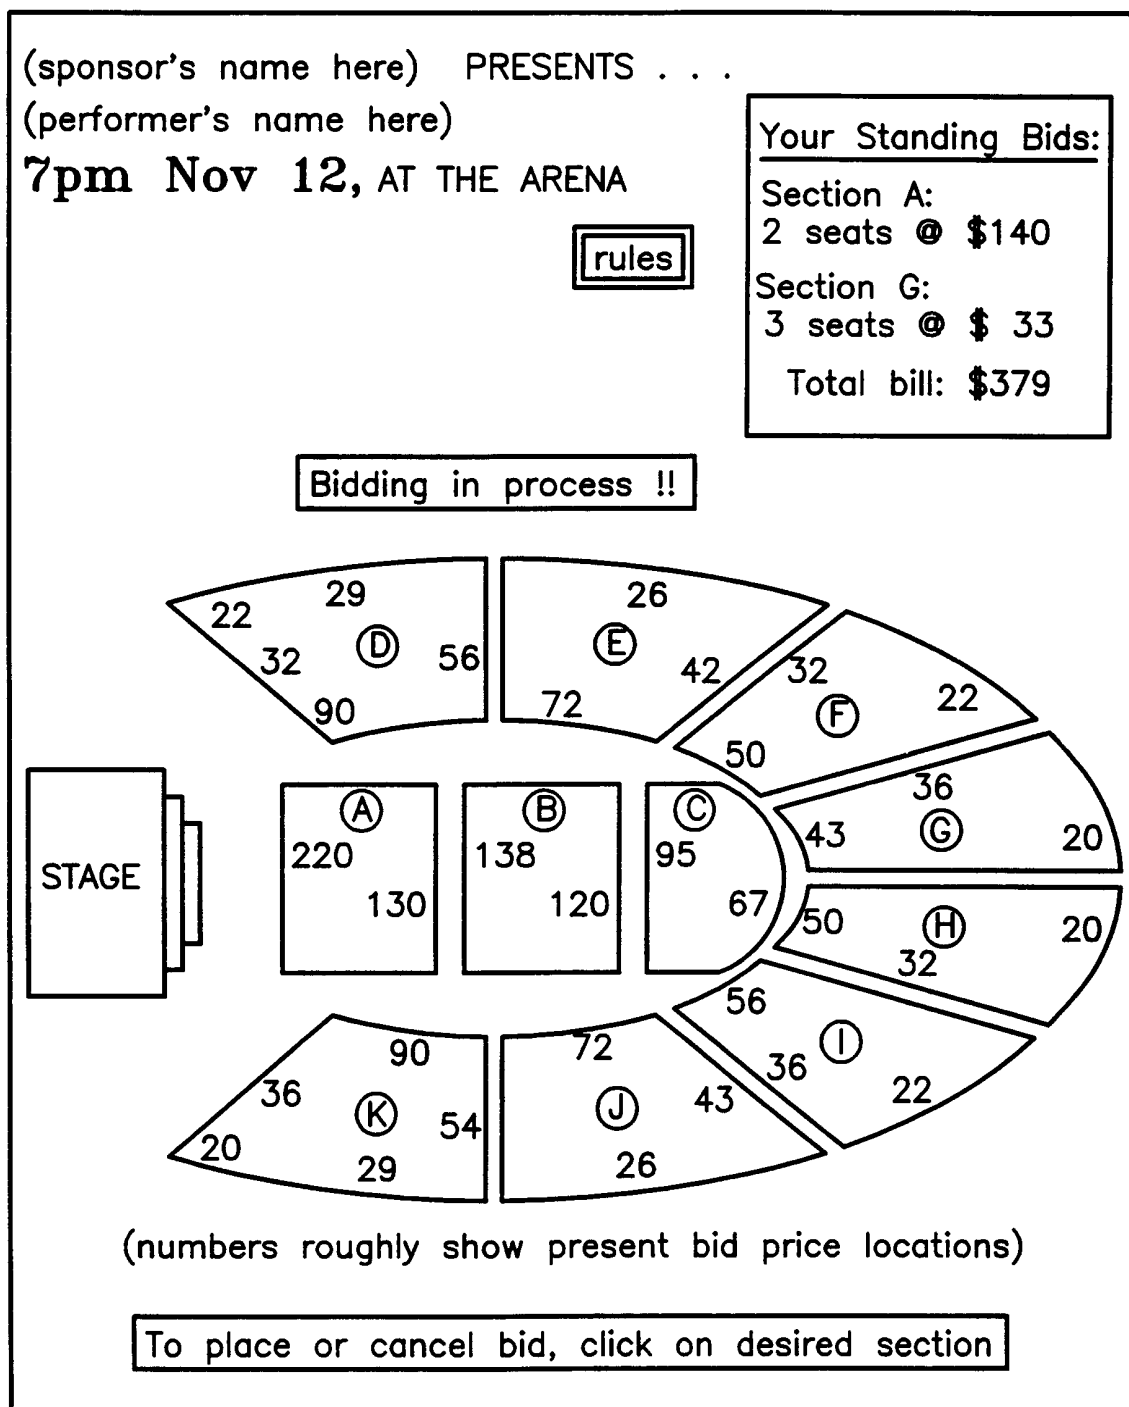 (sponsor's name here) PRESENTS . . .
(performer's name here)
7pm Nov 12, AT THE ARENA
rules
Your Standing Bids:
Section A:
2 seats @ $140
Section G:
3 seats @ $ 33
Total bill: $379
Bidding in process !!
22 29 32 D 56 90
26 E 42 72
32 22 F 50
36 43 G 20
STAGE
A 220 130
B 138 120
C 95 67
50 H 20 32
56 I 36 22
90 36 K 54 20 29
72 J 43 26
(numbers roughly show present bid price locations)
To place or cancel bid, click on desired section